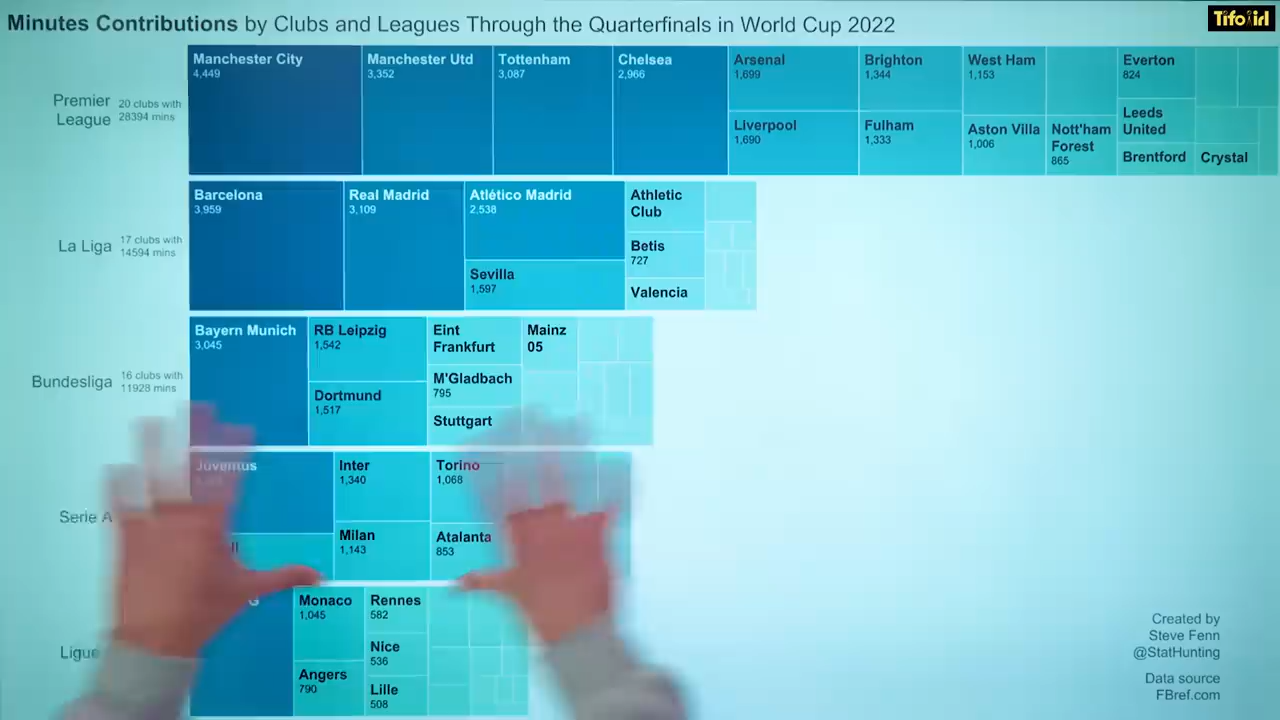 Minutes Contributions by Clubs and Leagues Through the Quarterfinals in World Cup 2022
Tifo irl
Premier League
20 clubs with
28394 mins
Manchester City
4,449
Manchester Utd
3,352
Tottenham
3,087
Chelsea
2,966
Arsenal
1,699
Liverpool
1,690
Brighton
1,344
Fulham
1,333
West Ham
1,153
Aston Villa
1,006
Nott'ham
Forest
865
Everton
824
Leeds
United
Brentford
Crystal
La Liga
17 clubs with
14594 mins
Barcelona
3,959
Real Madrid
3,109
Atlético Madrid
2,538
Sevilla
1,597
Athletic
Club
Betis
727
Valencia
Bundesliga
16 clubs with
11928 mins
Bayern Munich
3,045
RB Leipzig
1,542
Dortmund
1,517
Eint
Frankfurt
M'Gladbach
795
Stuttgart
Mainz
05
Serie A
Juventus
Inter
1,340
Milan
1,143
Torino
1,068
Atalanta
853
Ligue
G
Monaco
1,045
Angers
790
Rennes
582
Nice
536
Lille
508
Created by
Steve Fenn
@StatHunting
Data source
FBref.com